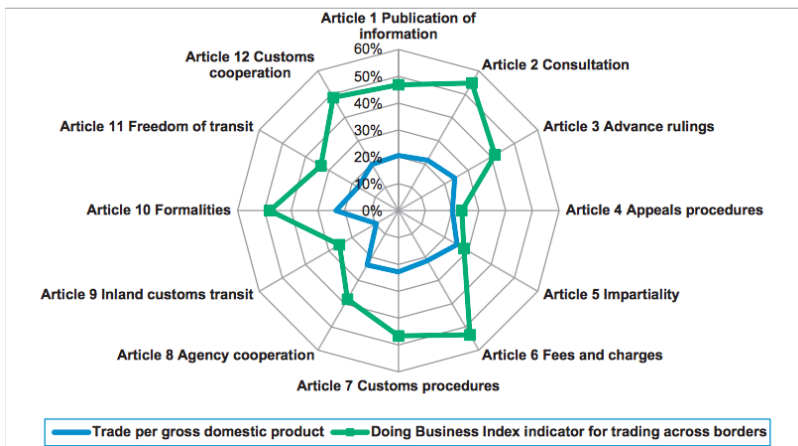 Article 1 Publication of
information
Article 12 Customs
cooperation
60%
Article 2 Consultation
50%
40%
Article 11 Freedom of transit
30%
Article 3 Advance rulings
20%
10%
Article 10 Formalities
0%
Article 4 Appeals procedures
Article 9 Inland customs transit
Article 5 Impartiality
Article 8 Agency cooperation
Article 6 Fees and charges
Article 7 Customs procedures
Trade per gross domestic product
Doing Business Index indicator for trading across borders